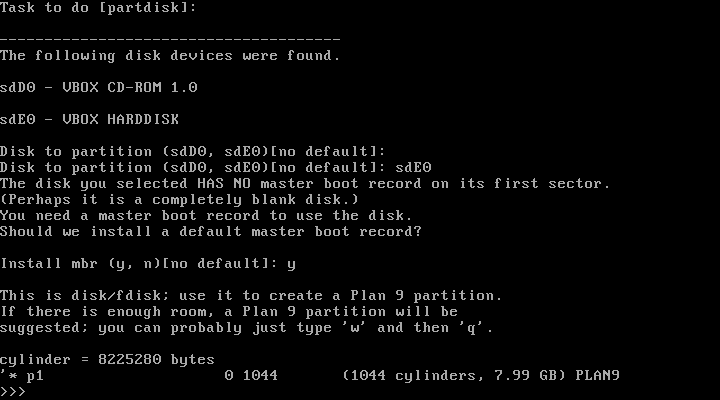 Task to do [partdisk]:
--------------------------------------
The following disk devices were found.
sdD0 - VBOX CD-ROM 1.0
sdE0 - VBOX HARDDISK
Disk to partition (sdD0, sdE0)[no default]:
Disk to partition (sdD0, sdE0)[no default]: sdE0
The disk you selected HAS NO master boot record on its first sector.
(Perhaps it is a completely blank disk.)
You need a master boot record to use the disk.
Should we install a default master boot record?
Install mbr (y, n)[no default]: y
This is disk/fdisk; use it to create a Plan 9 partition.
If there is enough room, a Plan 9 partition will be
suggested; you can probably just type 'w' and then 'q'.
cylinder = 8225280 bytes
'* p1                      0 1044        (1044 cylinders, 7.99 GB) PLAN9
>>>